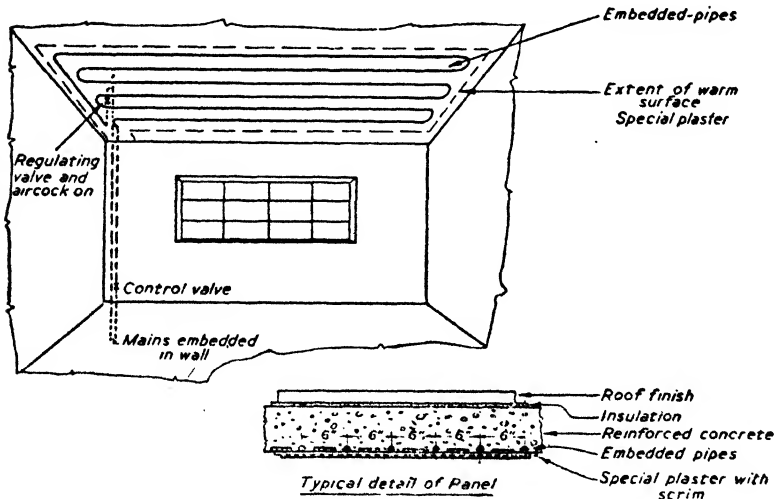 Embedded-pipes
Extent of warm
surface
Special plaster
Regulating
valve and
aircock on
Control valve
Mains embedded
in wall
Roof finish
Insulation
Reinforced concrete
6" 6" 6" 6" 6"
Embedded pipes
Special plaster with
scrim
Typical detail of Panel